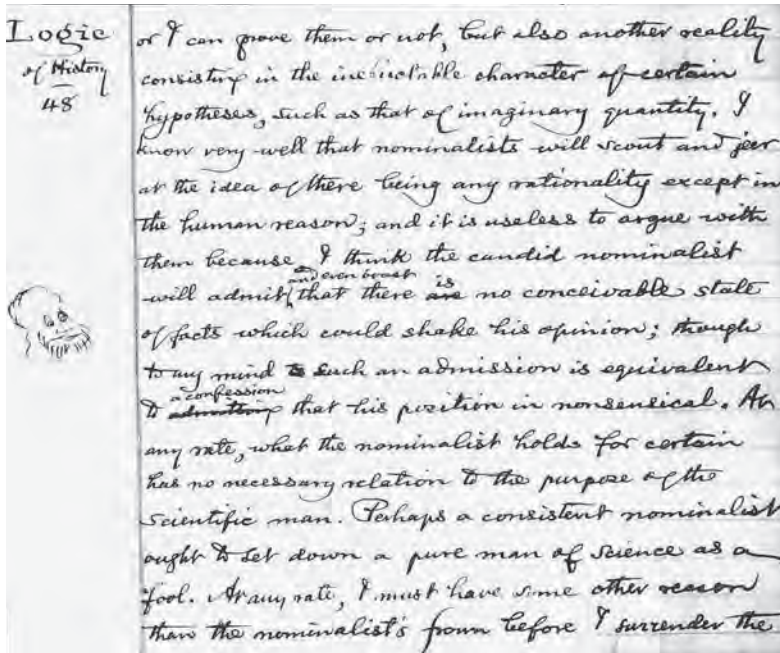 Logic
of History
48
or I can prove them or not, but also another reality
consisting in the ineluctable character of certain
hypotheses, such as that of imaginary quantity. I
know very well that nominalists will scout and jeer
at the idea of there being any rationality except in
the human reason; and it is useless to argue with
them because I think the candid nominalist
and even boast is
will admit that there are no conceivable state
of facts which could shake his opinion; though
to my mind such an admission is equivalent
a confession
to admitting that his position in nonsensical. At
any rate, what the nominalist holds for certain
has no necessary relation to the purpose of the
scientific man. Perhaps a consistent nominalist
ought to set down a pure man of science as a
fool. At any rate, I must have some other reason
than the nominalist's frown before I surrender the